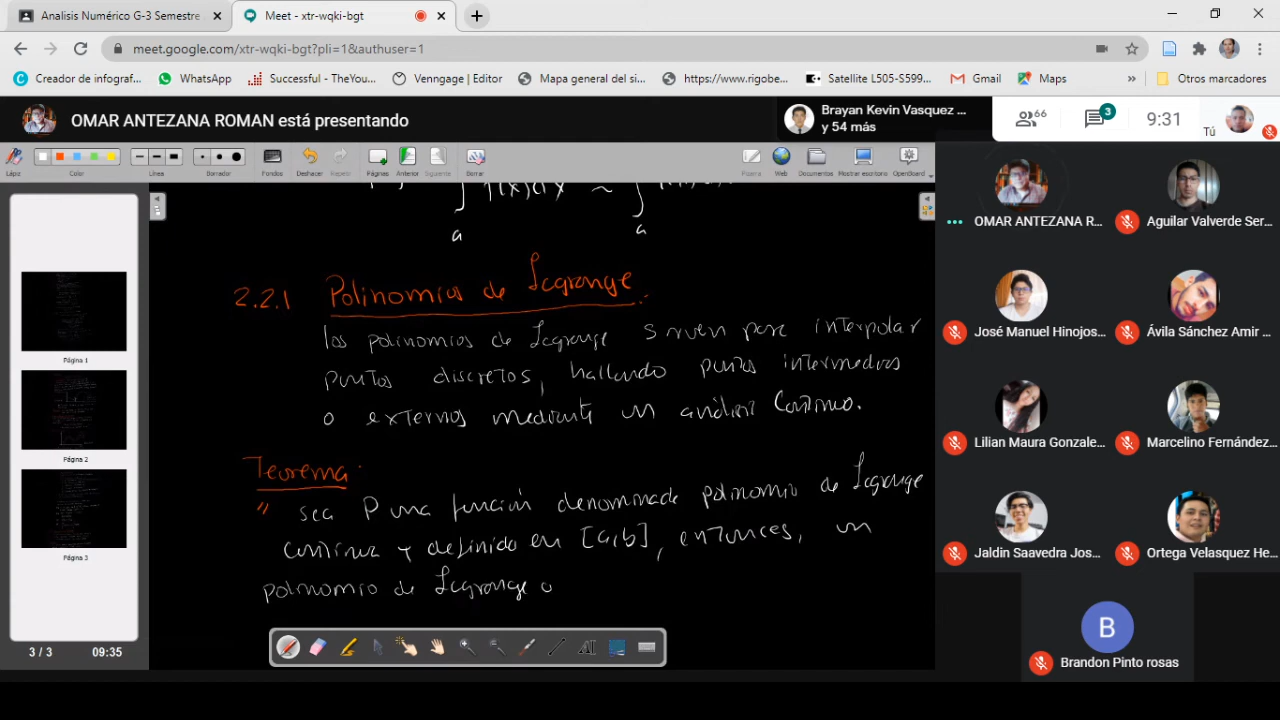 Analisis Numérico G-3 Semestre
Meet - xtr-wqki-bgt
meet.google.com/xtr-wqki-bgt?pli=1&authuser=1
Creador de infograf...
WhatsApp
Successful - TheYou...
Venngage | Editor
Mapa general del si...
https://www.rigobe...
Satellite L505-S599...
Gmail
Maps
»
Otros marcadores
OMAR ANTEZANA ROMAN está presentando
Brayan Kevin Vasquez ...
y 54 más
66
3
9:31
Tú
Lápiz
Color
Línea
Borrador
Fondos
Deshacer
Repetir
Páginas
Anterior
Siguiente
Borrar
Pizarra
Web
Documentos
Mostrar escritorio
OpenBoard
∫ f(x)dx ~ ∫
a a
2.2.1 Polinomios de Lagrange
los polinomios de Lagrange sirven para interpolar
puntos discretos, hallando puntos intermedios
o externos mediante un análisis continuo.
Teorema:
" sea P una función denominada polinomio de Lagrange
continua y definido en [a,b], entonces, un
polinomio de Lagrange
Página 1
Página 2
Página 3
3 / 3 09:35
OMAR ANTEZANA R...
Aguilar Valverde Ser...
José Manuel Hinojos...
Ávila Sánchez Amir ...
Lilian Maura Gonzale...
Marcelino Fernández...
Jaldin Saavedra Jos...
Ortega Velasquez He...
B
Brandon Pinto rosas